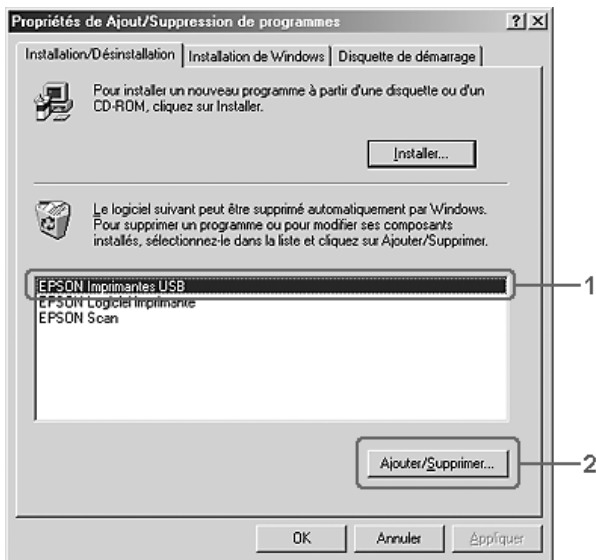 Propriétés de Ajout/Suppression de programmes
Installation/Désinstallation
Installation de Windows
Disquette de démarrage
Pour installer un nouveau programme à partir d'une disquette ou d'un
CD-ROM, cliquez sur Installer.
Installer...
Le logiciel suivant peut être supprimé automatiquement par Windows.
Pour supprimer un programme ou pour modifier ses composants
installés, sélectionnez-le dans la liste et cliquez sur Ajouter/Supprimer.
EPSON Imprimantes USB
1
EPSON Logiciel imprimante
EPSON Scan
Ajouter/Supprimer...
2
OK
Annuler
Appliquer